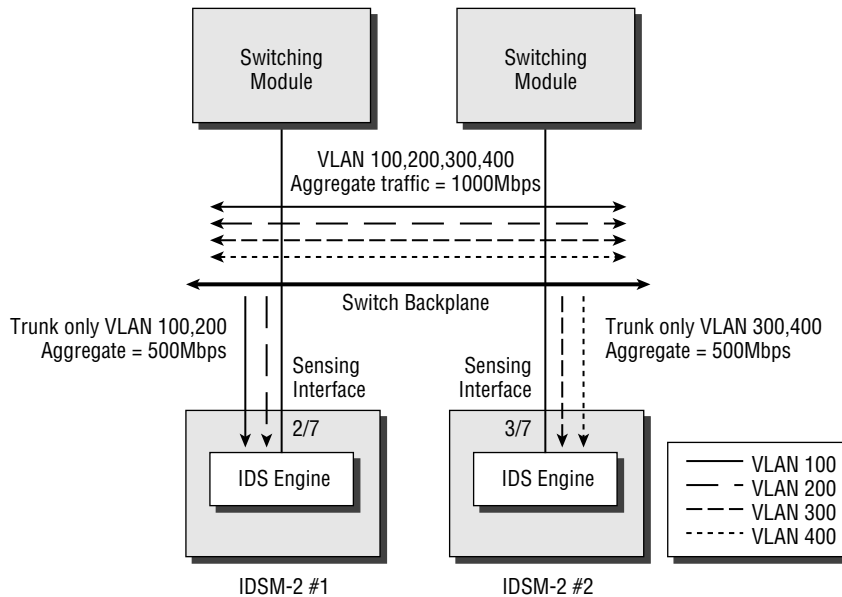 Switching
Module
Switching
Module
VLAN 100,200,300,400
Aggregate traffic = 1000Mbps
Switch Backplane
Trunk only VLAN 100,200
Aggregate = 500Mbps
Trunk only VLAN 300,400
Aggregate = 500Mbps
Sensing
Interface
Sensing
Interface
2/7
3/7
IDS Engine
IDS Engine
VLAN 100
VLAN 200
VLAN 300
VLAN 400
IDSM-2 #1
IDSM-2 #2